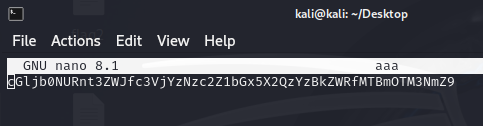 kali@kali: ~/Desktop
File Actions Edit View Help
GNU nano 8.1 aaa
cGljb0NURnt3ZWJfc3VjYzNzc2Z1bGx5X2QzYzBkZWRfMTBmOTM3NmZ9